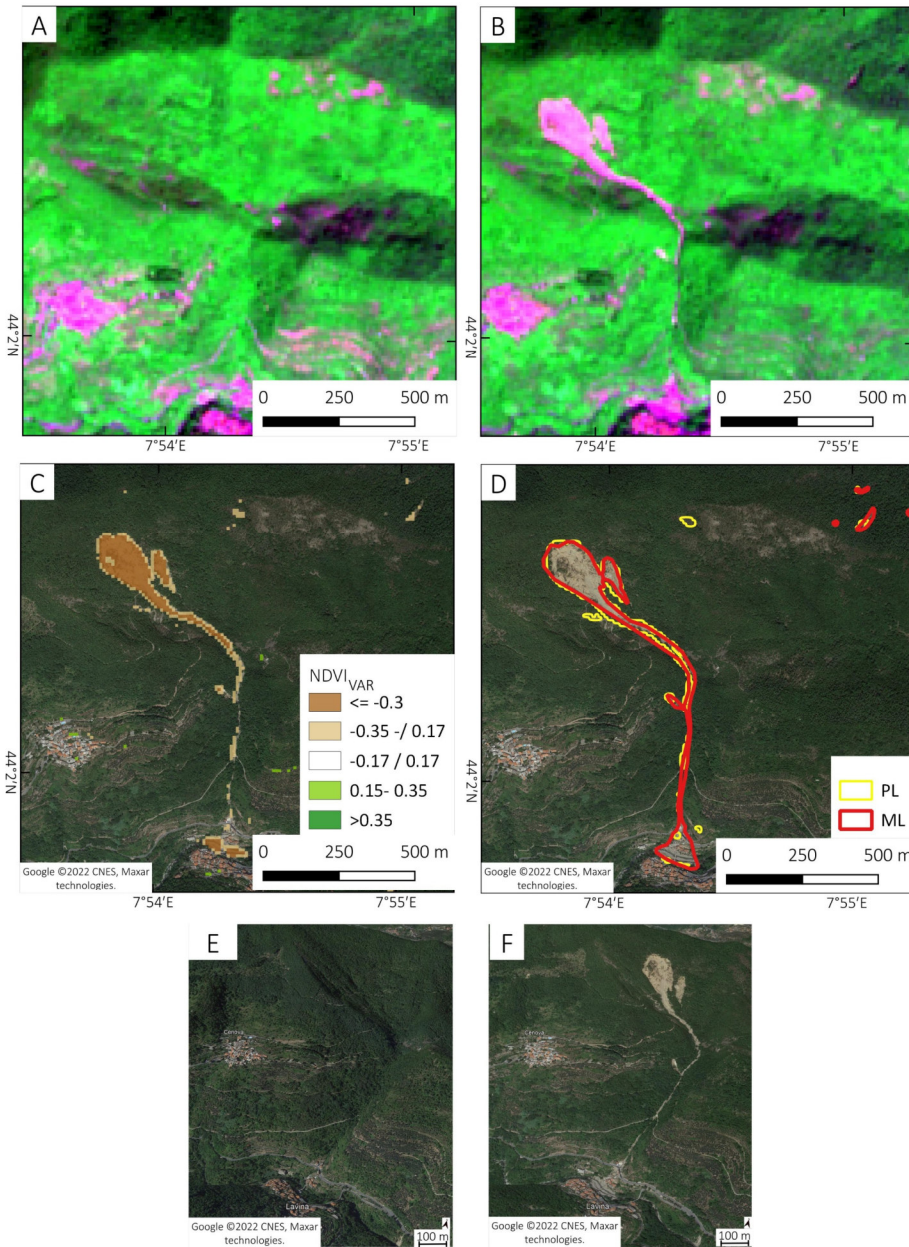 A
B
44°2'N
44°2'N
0 250 500 m
0 250 500 m
7°54'E 7°55'E
7°54'E 7°55'E
C
D
NDVI VAR
<= -0.3
-0.35 -/ 0.17
-0.17 / 0.17
0.15- 0.35
>0.35
PL
ML
44°2'N
44°2'N
0 250 500 m
0 250 500 m
Google ©2022 CNES, Maxar
technologies.
Google ©2022 CNES, Maxar
technologies.
7°54'E 7°55'E
7°54'E 7°55'E
E
F
Cenova
Cenova
Lavina
Lavina
Google ©2022 CNES, Maxar
technologies.
100 m
Google ©2022 CNES, Maxar
technologies.
100 m